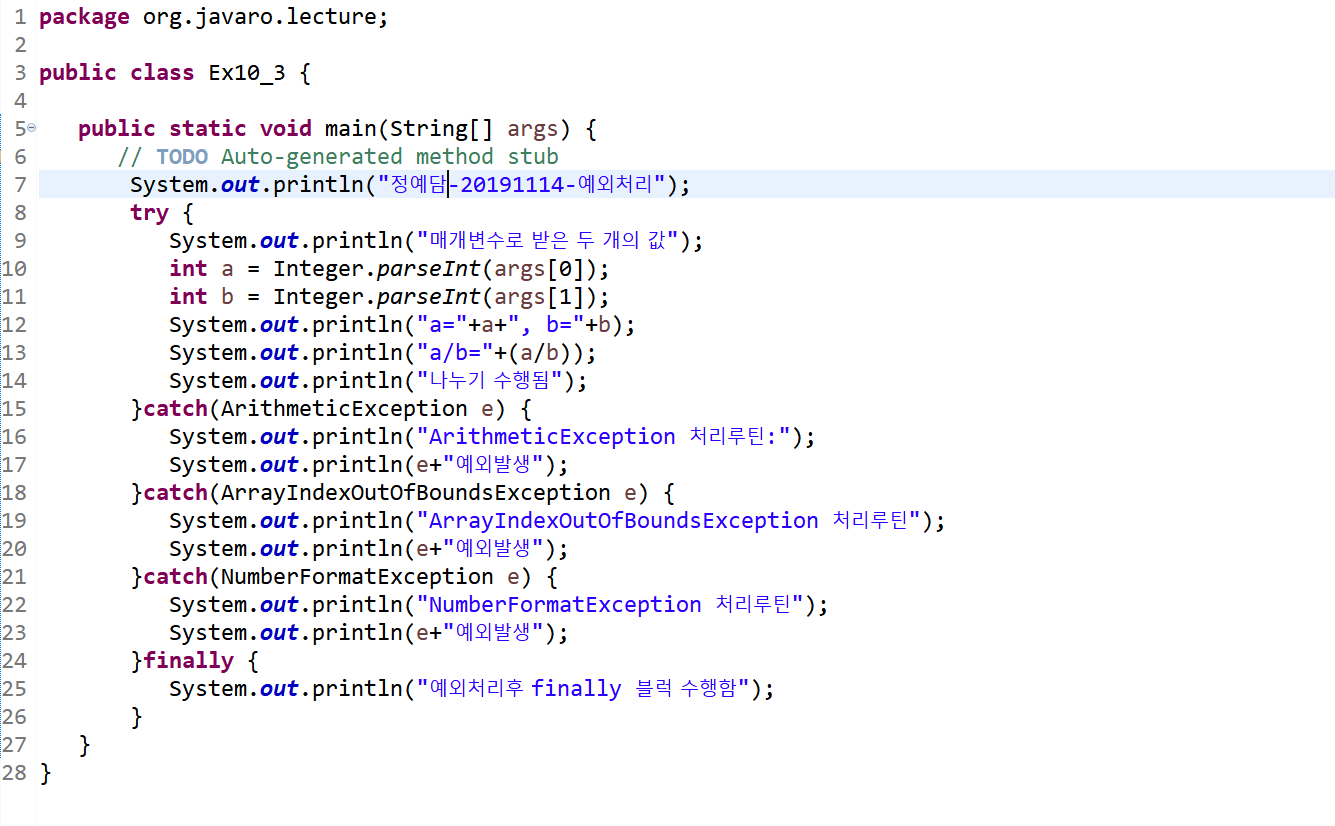 1 package org.javaro.lecture;
2
3 public class Ex10_3 {
4
5 public static void main(String[] args) {
6 // TODO Auto-generated method stub
7 System.out.println("정예담-20191114-예외처리");
8 try {
9 System.out.println("매개변수로 받은 두 개의 값");
10 int a = Integer.parseInt(args[0]);
11 int b = Integer.parseInt(args[1]);
12 System.out.println("a="+a+", b="+b);
13 System.out.println("a/b="+(a/b));
14 System.out.println("나누기 수행됨");
15 }catch(ArithmeticException e) {
16 System.out.println("ArithmeticException 처리루틴:");
17 System.out.println(e+"예외발생");
18 }catch(ArrayIndexOutOfBoundsException e) {
19 System.out.println("ArrayIndexOutOfBoundsException 처리루틴");
20 System.out.println(e+"예외발생");
21 }catch(NumberFormatException e) {
22 System.out.println("NumberFormatException 처리루틴");
23 System.out.println(e+"예외발생");
24 }finally {
25 System.out.println("예외처리후 finally 블럭 수행함");
26 }
27 }
28 }